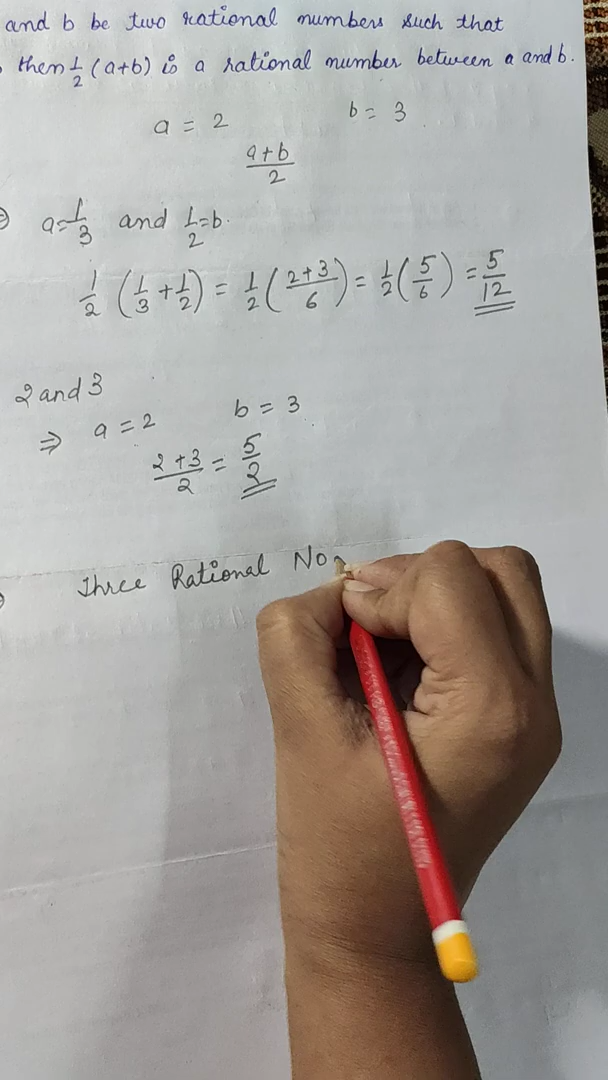 and b be two rational numbers such that
then 1/2 (a+b) is a rational number between a and b.
a = 2 b = 3
a+b/2
a=1/3 and 1/2=b.
1/2 (1/3 + 1/2) = 1/2 (2+3/6) = 1/2 (5/6) = 5/12
2 and 3
⇒ a = 2 b = 3
2+3/2 = 5/2
Three Rational No